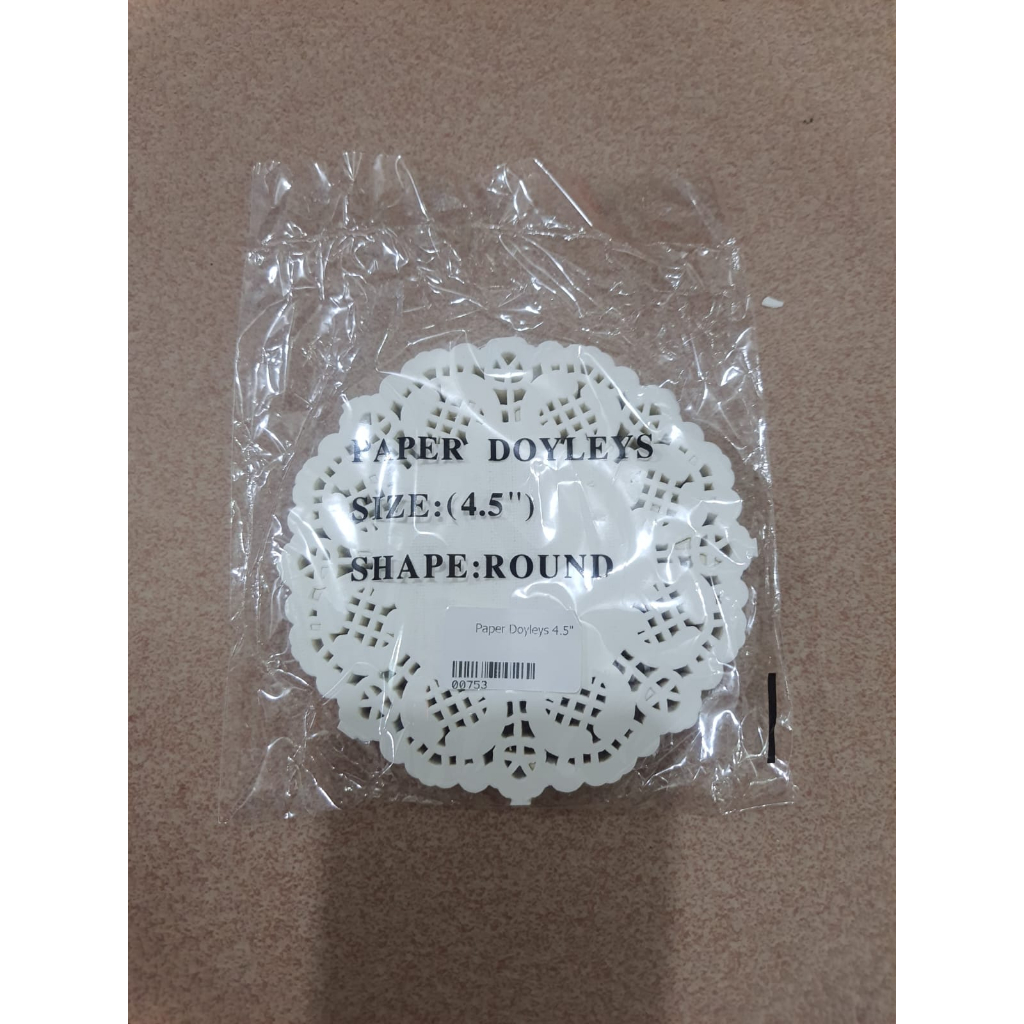 PAPER DOYLEYS
SIZE:(4.5")
SHAPE:ROUND
Paper Doyleys 4.5"
00753